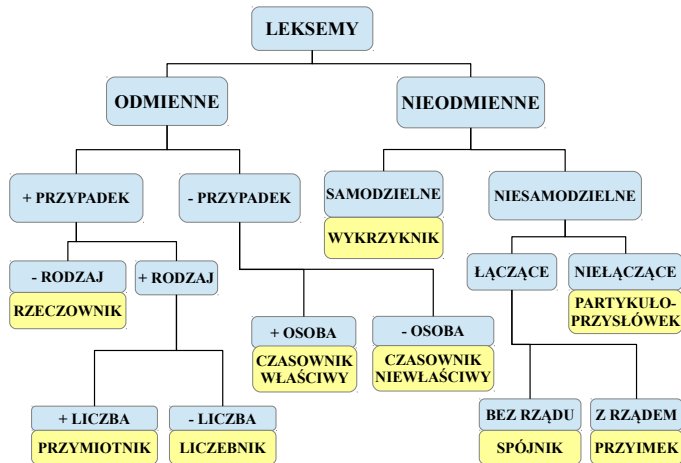 LEKSEMY
ODMIENNE
NIEODMIENNE
+ PRZYPADEK
- PRZYPADEK
SAMODZIELNE
WYKRZYKNIK
NIESAMODZIELNE
- RODZAJ
RZECZOWNIK
+ RODZAJ
ŁĄCZĄCE
NIEŁĄCZĄCE
PARTYKUŁO-
PRZYSŁÓWEK
+ OSOBA
CZASOWNIK
WŁAŚCIWY
- OSOBA
CZASOWNIK
NIEWŁAŚCIWY
+ LICZBA
PRZYMIOTNIK
- LICZBA
LICZEBNIK
BEZ RZĄDU
SPÓJNIK
Z RZĄDEM
PRZYIMEK